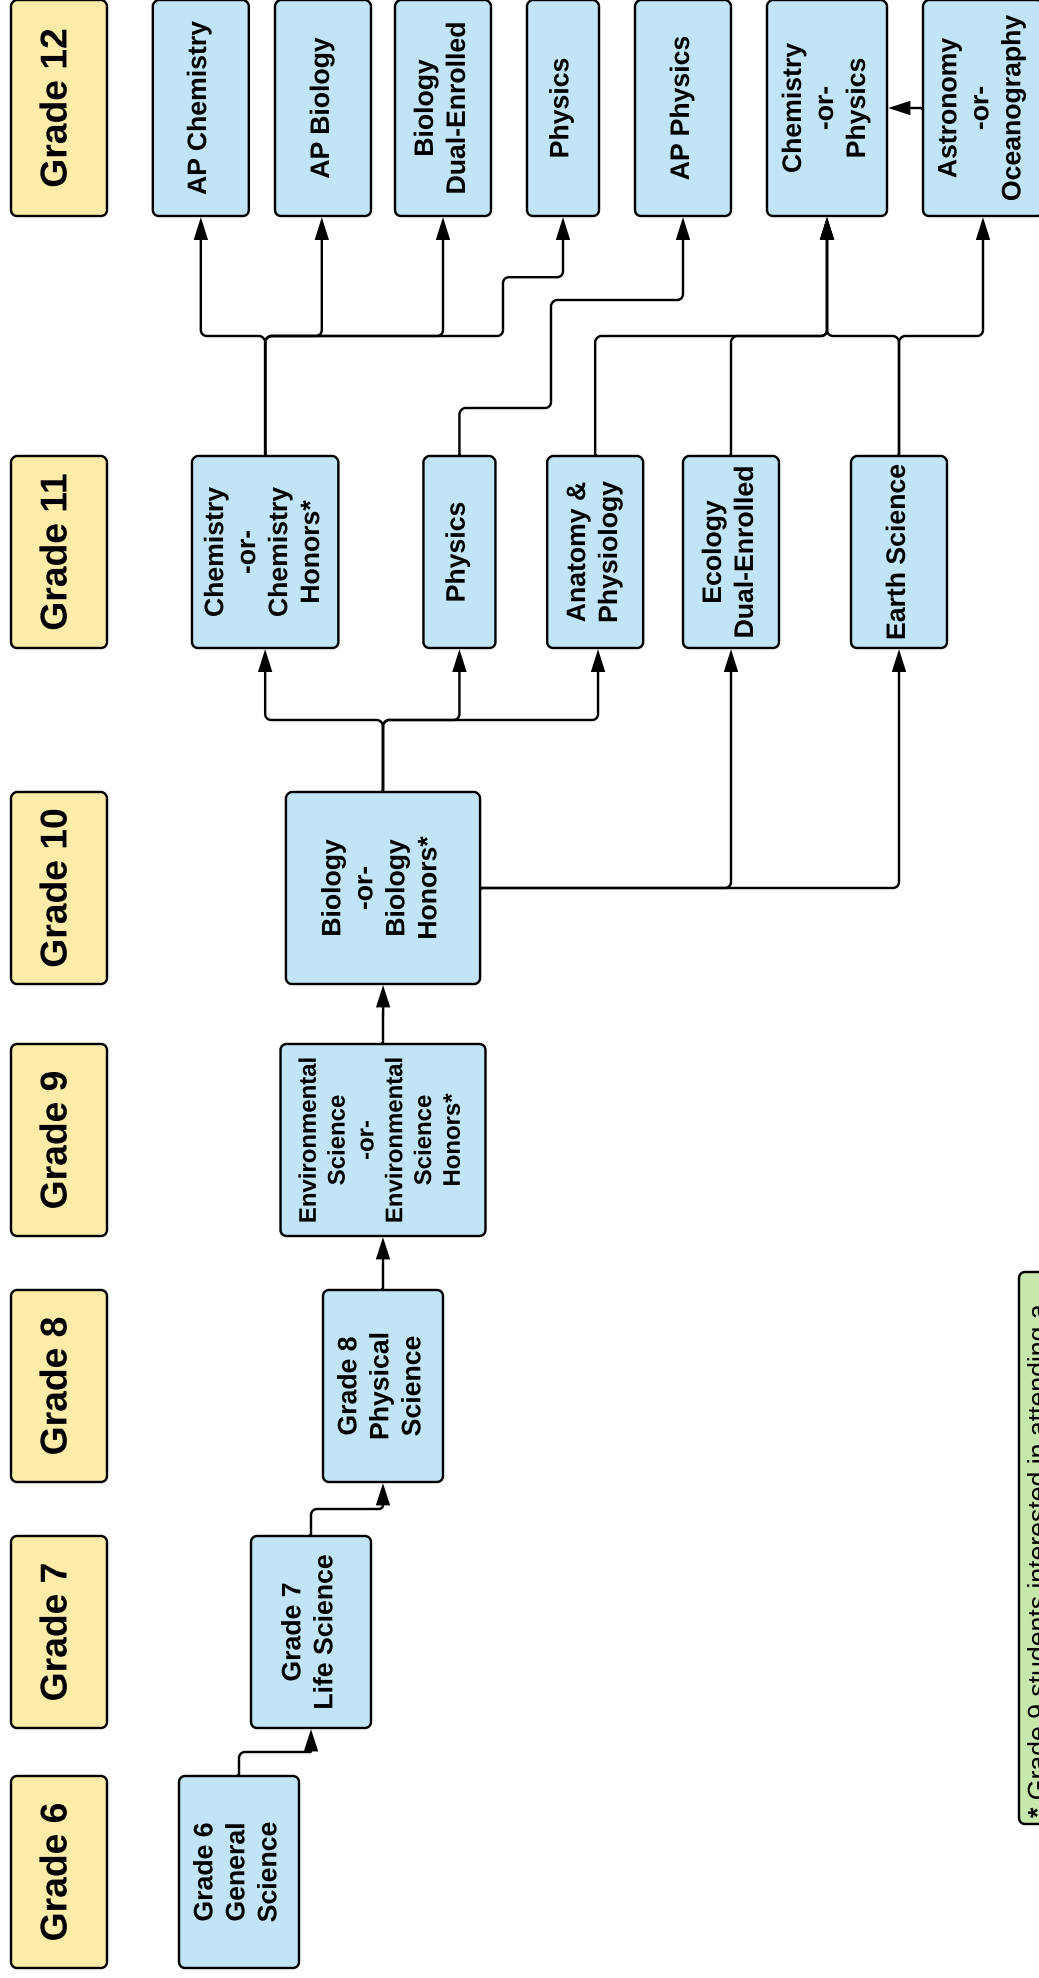 Grade 6
Grade 7
Grade 8
Grade 9
Grade 10
Grade 11
Grade 12
Grade 6
General
Science
Grade 7
Life Science
Grade 8
Physical
Science
Environmental
Science
-or-
Environmental
Science
Honors*
Biology
-or-
Biology
Honors*
Chemistry
-or-
Chemistry
Honors*
Physics
Anatomy &
Physiology
Ecology
Dual-Enrolled
Earth Science
AP Chemistry
AP Biology
Biology
Dual-Enrolled
Physics
AP Physics
Chemistry
-or-
Physics
Astronomy
-or-
Oceanography
* Grade 9 students interested in attending a